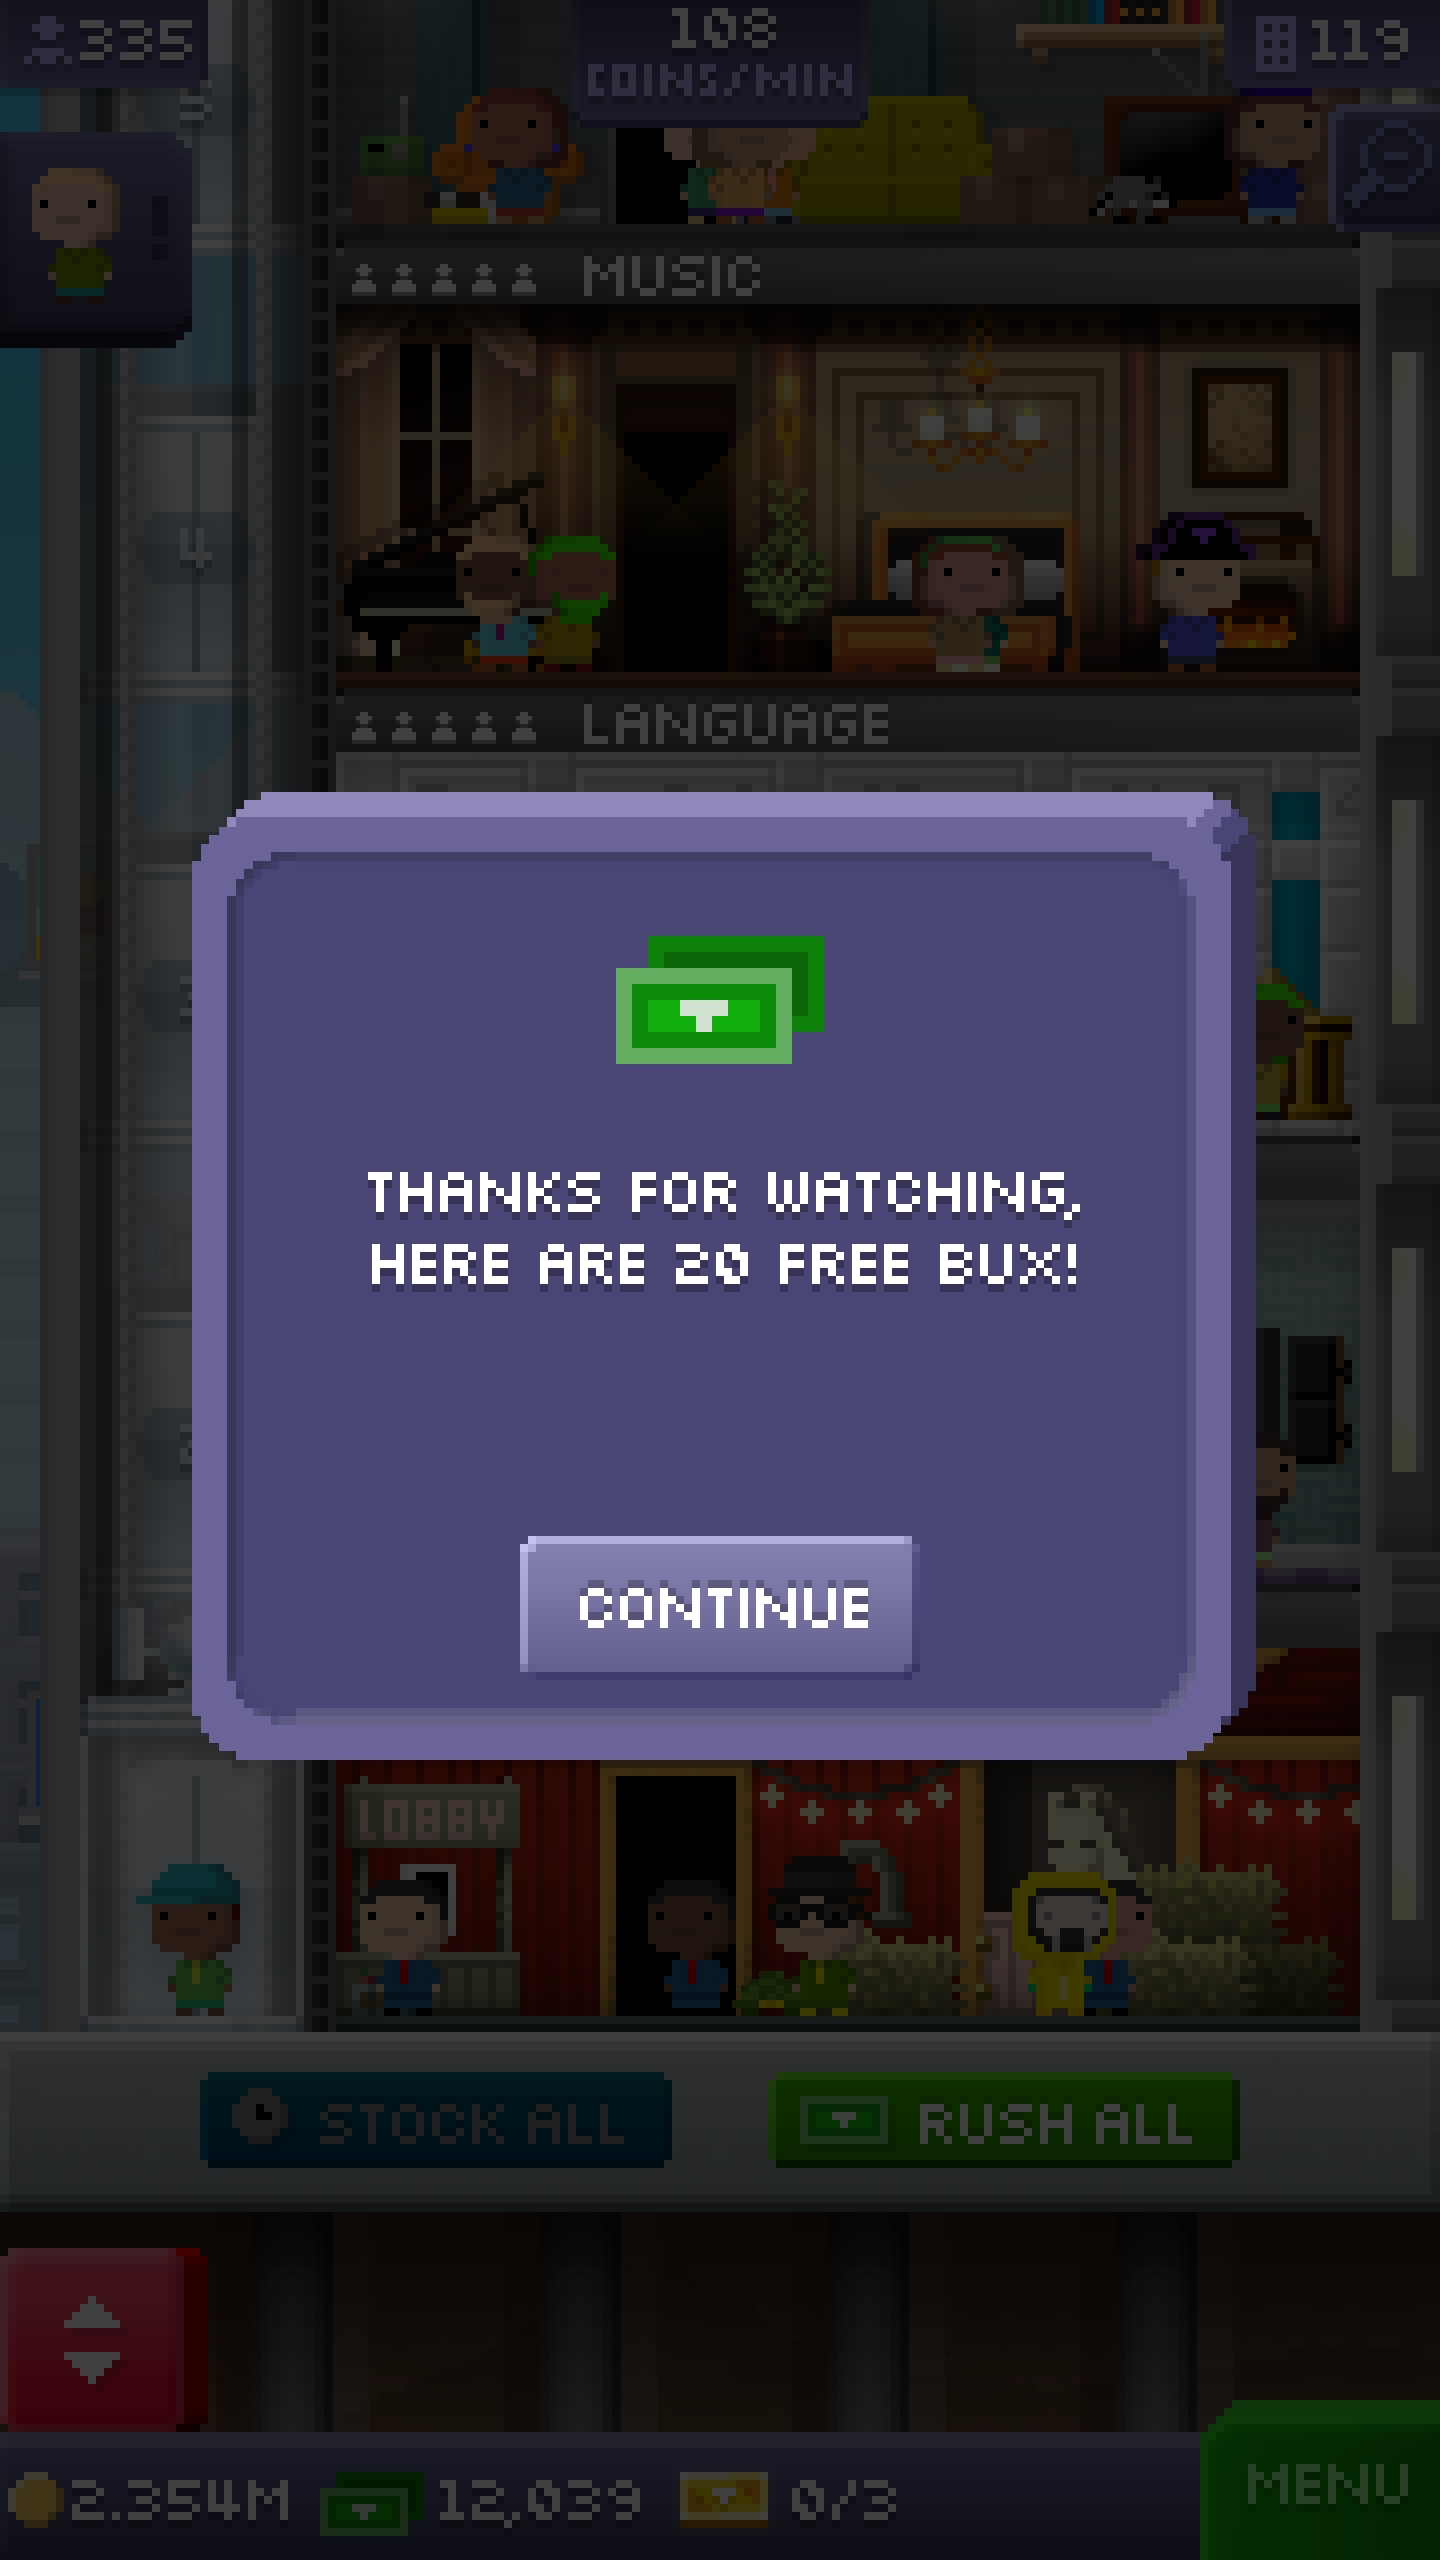 335
108
COINS/MIN
119
5
MUSIC
4
LANGUAGE
THANKS FOR WATCHING,
HERE ARE 20 FREE BUX!
CONTINUE
LOBBY
STOCK ALL
RUSH ALL
2.354M
12,039
0/3
MENU